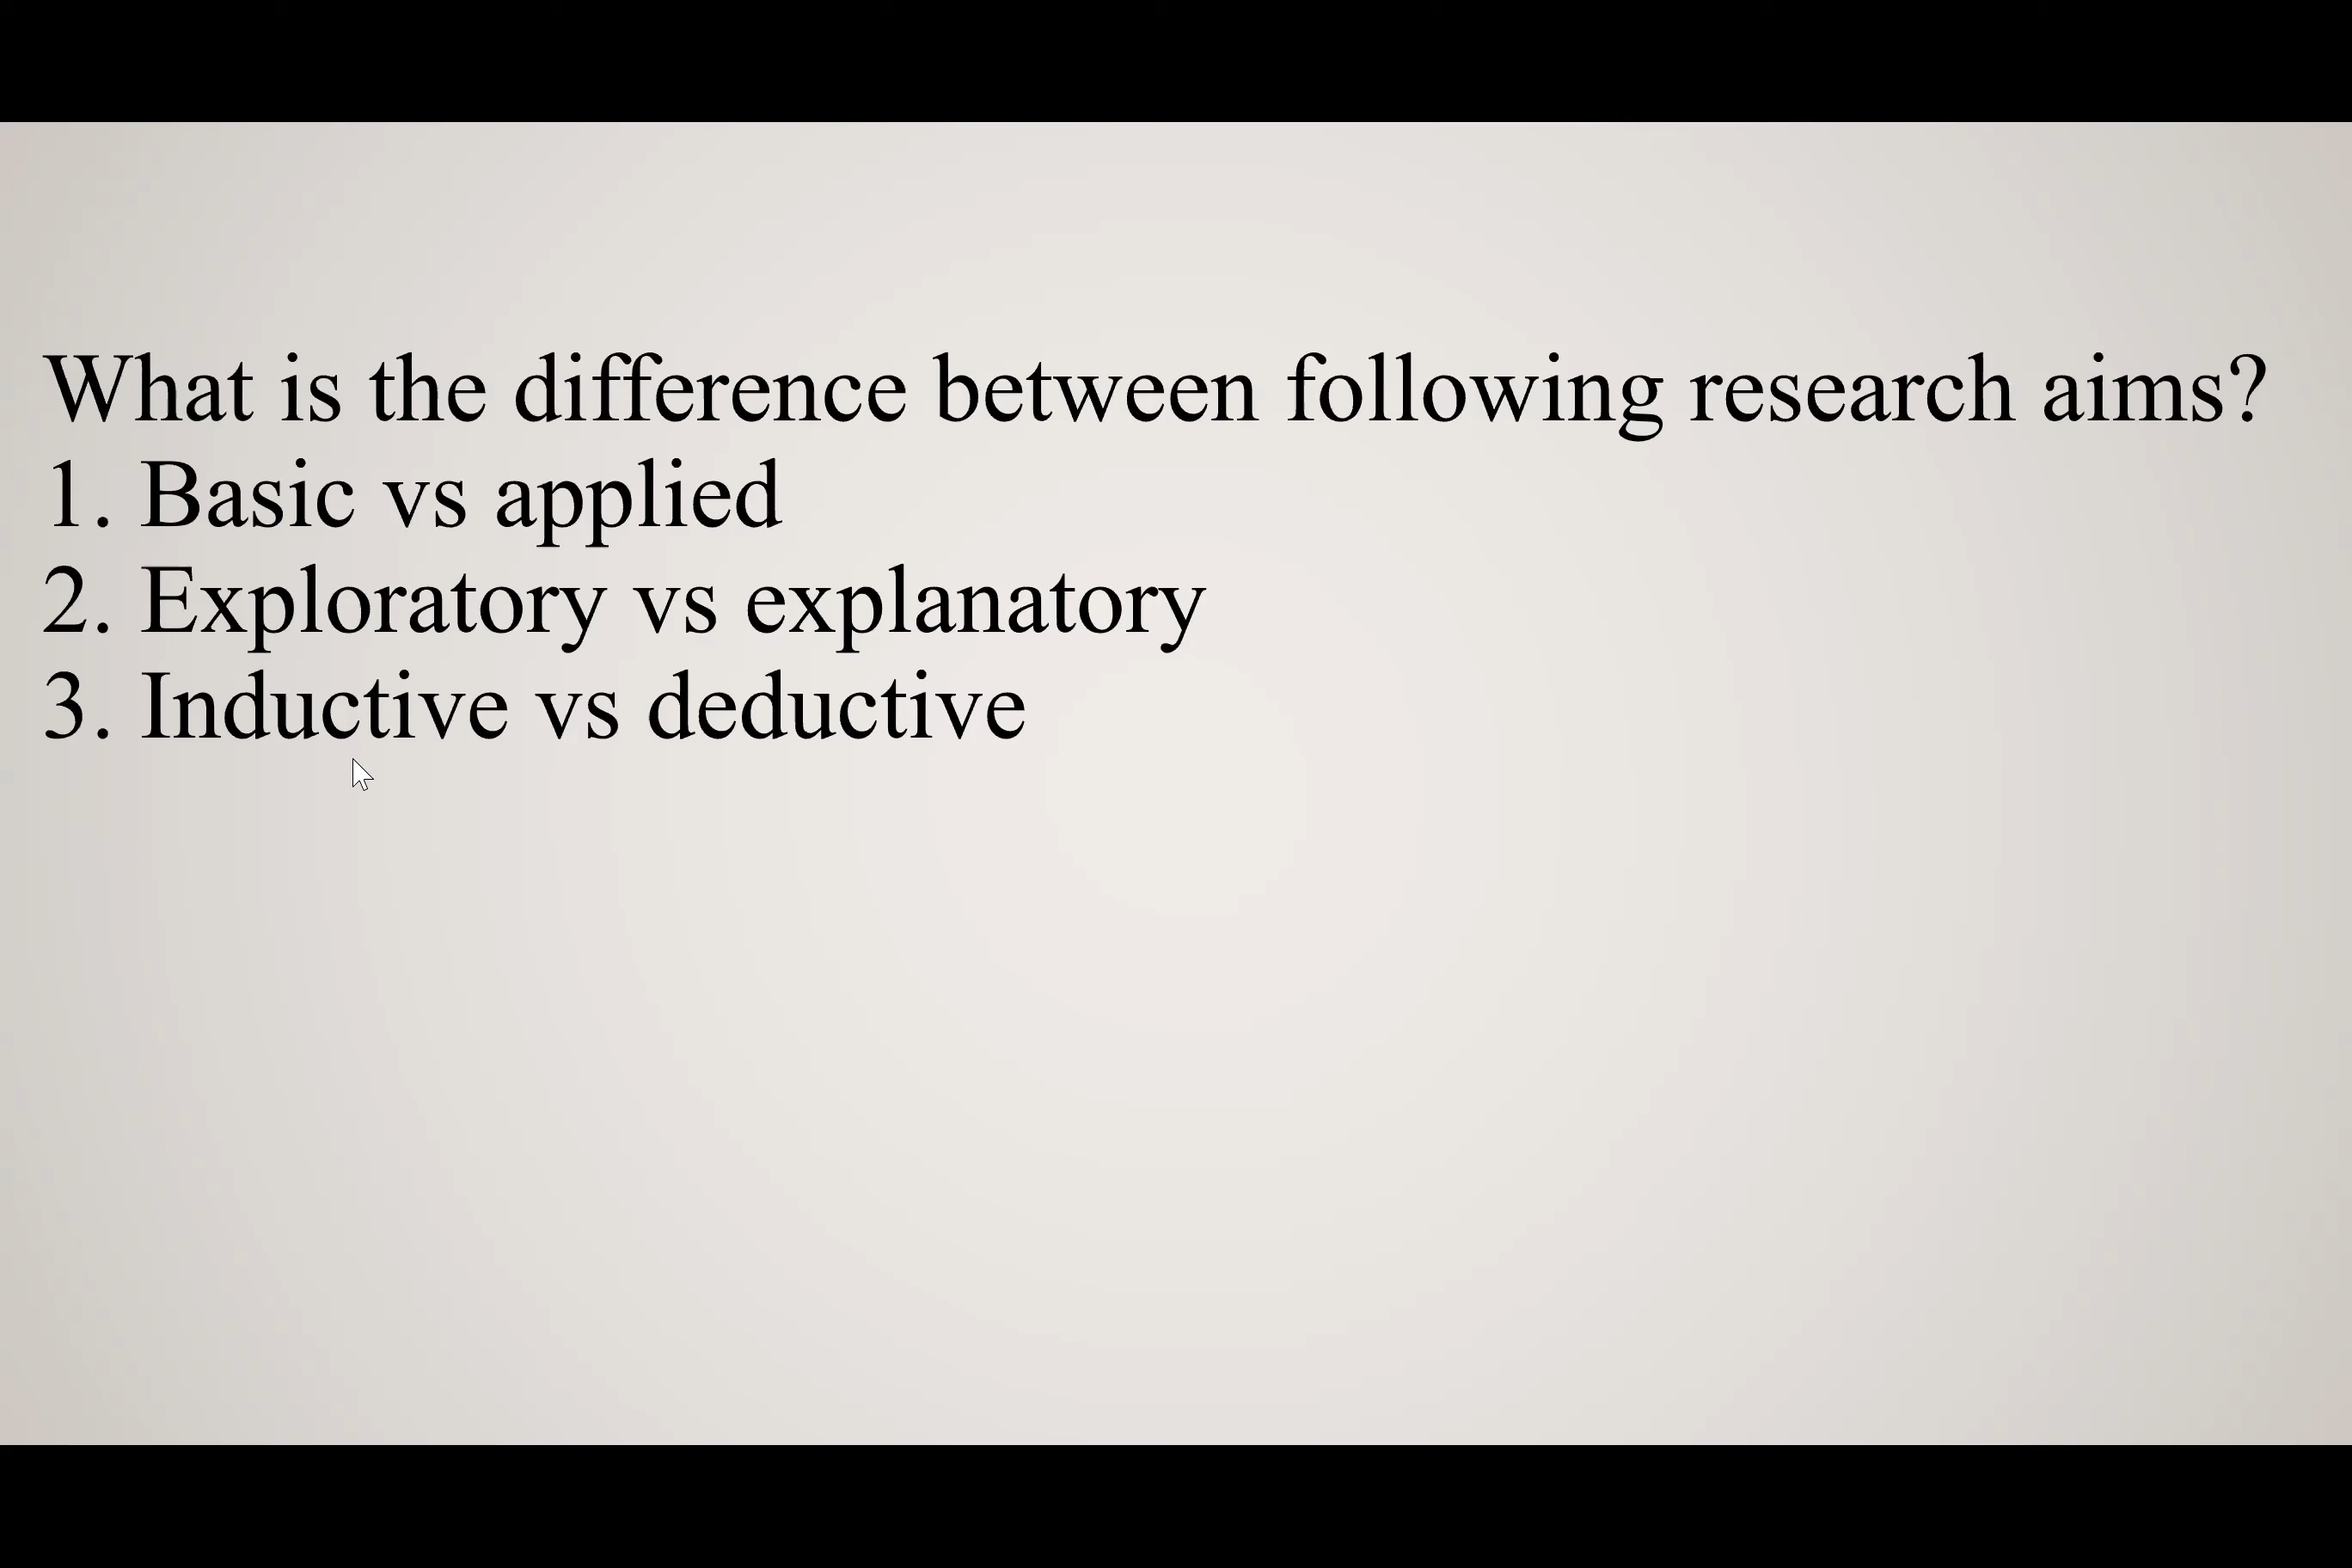 What is the difference between following research aims?
1. Basic vs applied
2. Exploratory vs explanatory
3. Inductive vs deductive